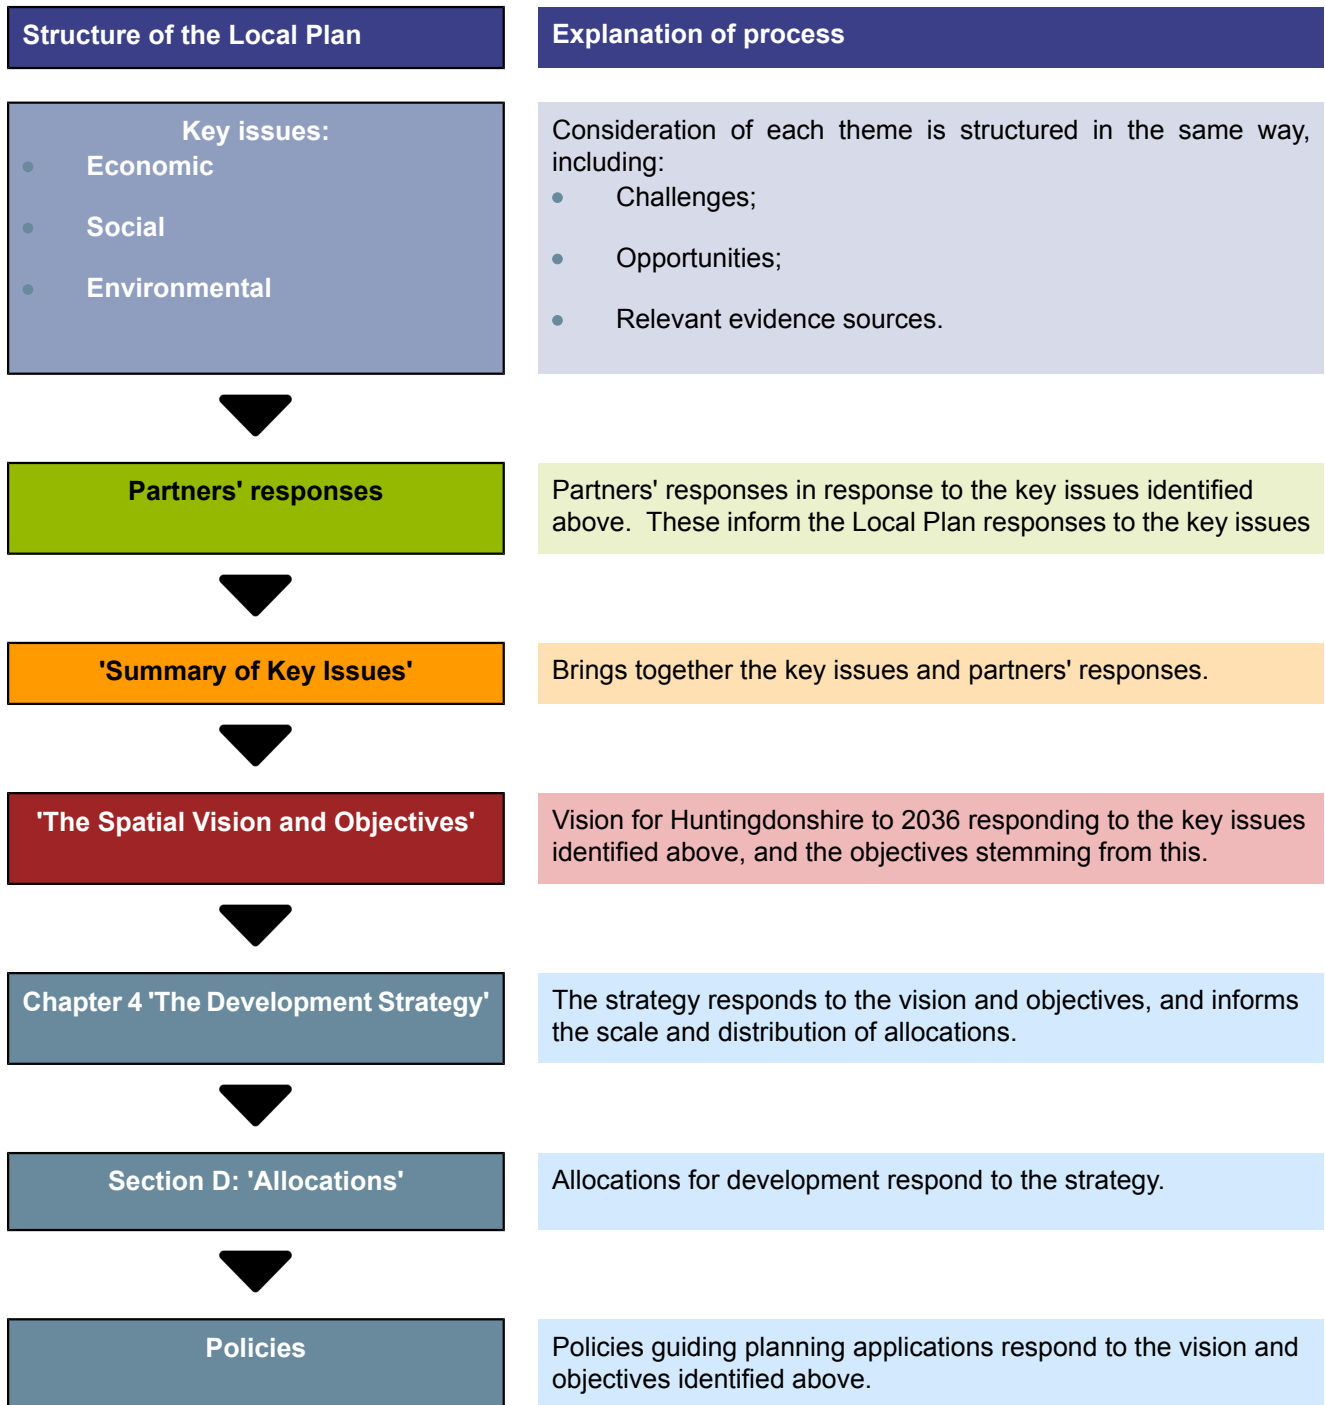 Structure of the Local Plan
Explanation of process
Key issues:
Economic
Social
Environmental
Consideration of each theme is structured in the same way,
including:
Challenges;
Opportunities;
Relevant evidence sources.
Partners' responses
Partners' responses in response to the key issues identified
above. These inform the Local Plan responses to the key issues
'Summary of Key Issues'
Brings together the key issues and partners' responses.
'The Spatial Vision and Objectives'
Vision for Huntingdonshire to 2036 responding to the key issues
identified above, and the objectives stemming from this.
Chapter 4 'The Development Strategy'
The strategy responds to the vision and objectives, and informs
the scale and distribution of allocations.
Section D: 'Allocations'
Allocations for development respond to the strategy.
Policies
Policies guiding planning applications respond to the vision and
objectives identified above.